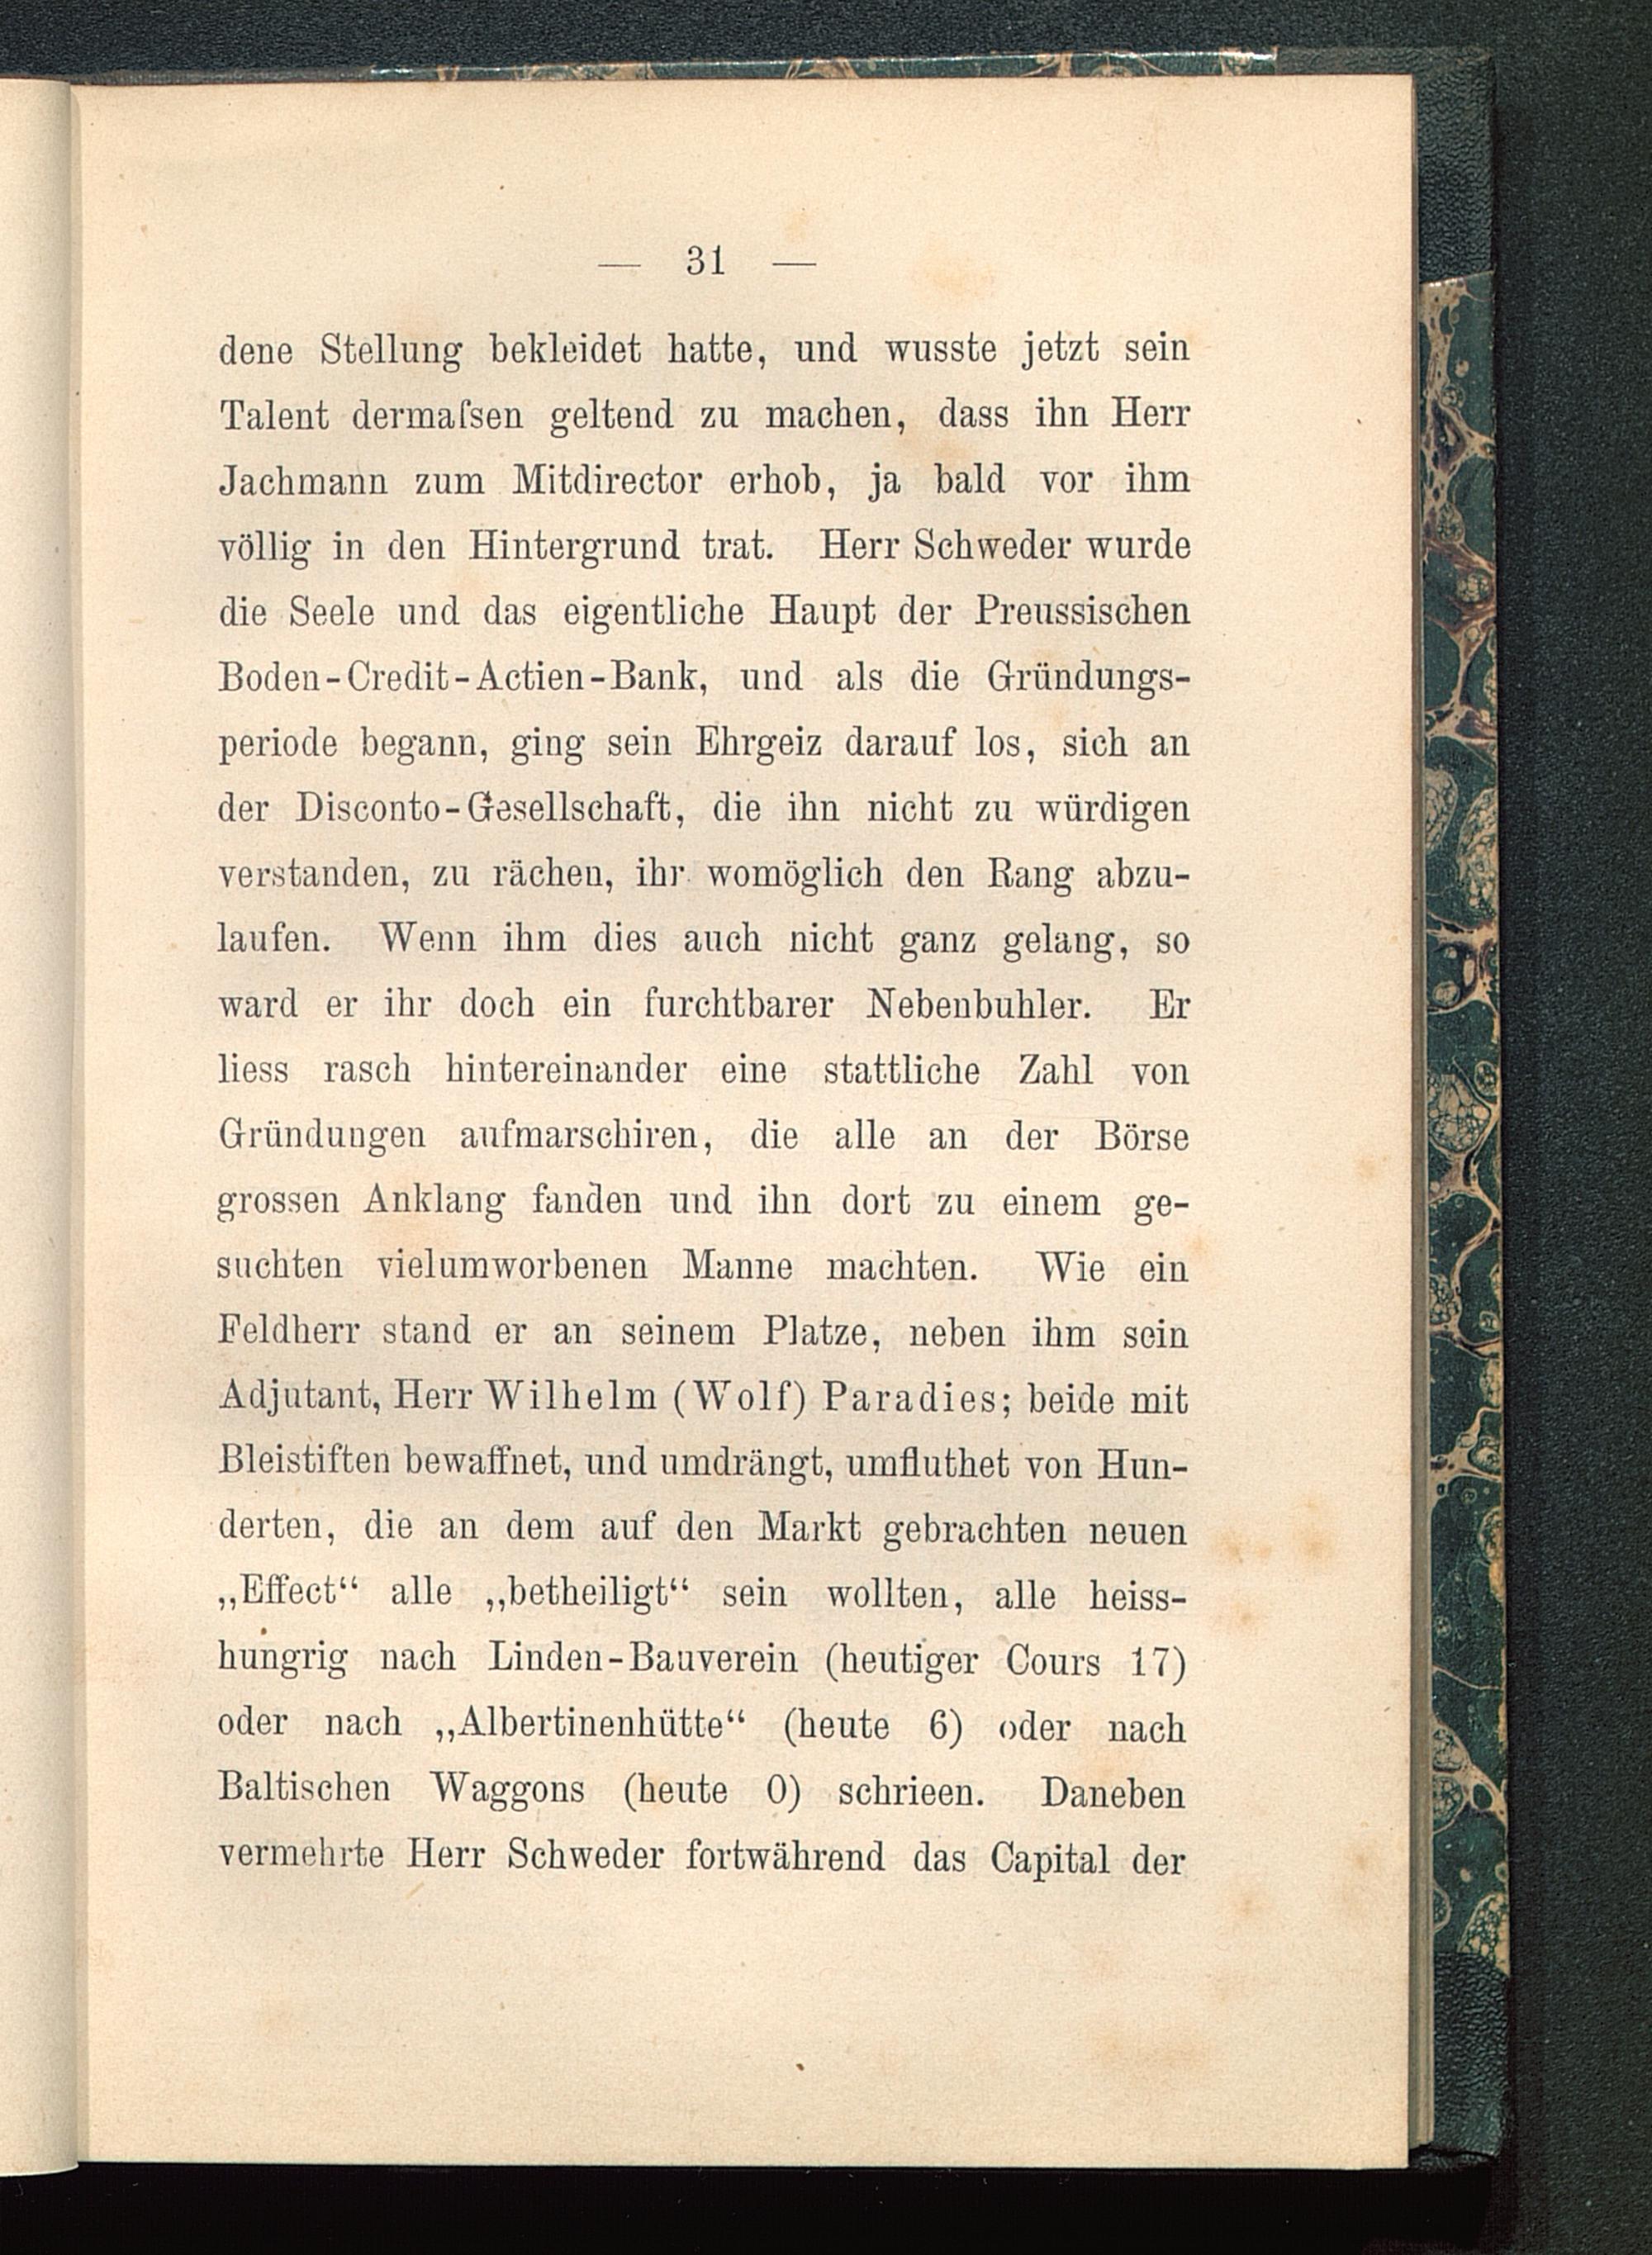 — 31 —
dene Stellung bekleidet hatte, und wusste jetzt sein
Talent dermaſsen geltend zu machen, dass ihn Herr
Jachmann zum Mitdirector erhob, ja bald vor ihm
völlig in den Hintergrund trat. Herr Schweder wurde
die Seele und das eigentliche Haupt der Preussischen
Boden-Credit-Actien-Bank, und als die Gründungs-
periode begann, ging sein Ehrgeiz darauf los, sich an
der Disconto-Gesellschaft, die ihn nicht zu würdigen
verstanden, zu rächen, ihr womöglich den Rang abzu-
laufen. Wenn ihm dies auch nicht ganz gelang, so
ward er ihr doch ein furchtbarer Nebenbuhler. Er
liess rasch hintereinander eine stattliche Zahl von
Gründungen aufmarschiren, die alle an der Börse
grossen Anklang fanden und ihn dort zu einem ge-
suchten vielumworbenen Manne machten. Wie ein
Feldherr stand er an seinem Platze, neben ihm sein
Adjutant, Herr Wilhelm (Wolf) Paradies; beide mit
Bleistiften bewaffnet, und umdrängt, umfluthet von Hun-
derten, die an dem auf den Markt gebrachten neuen
„Effect“ alle „betheiligt“ sein wollten, alle heiss-
hungrig nach Linden-Bauverein (heutiger Cours 17)
oder nach „Albertinenhütte“ (heute 6) oder nach
Baltischen Waggons (heute 0) schrieen. Daneben
vermehrte Herr Schweder fortwährend das Capital der